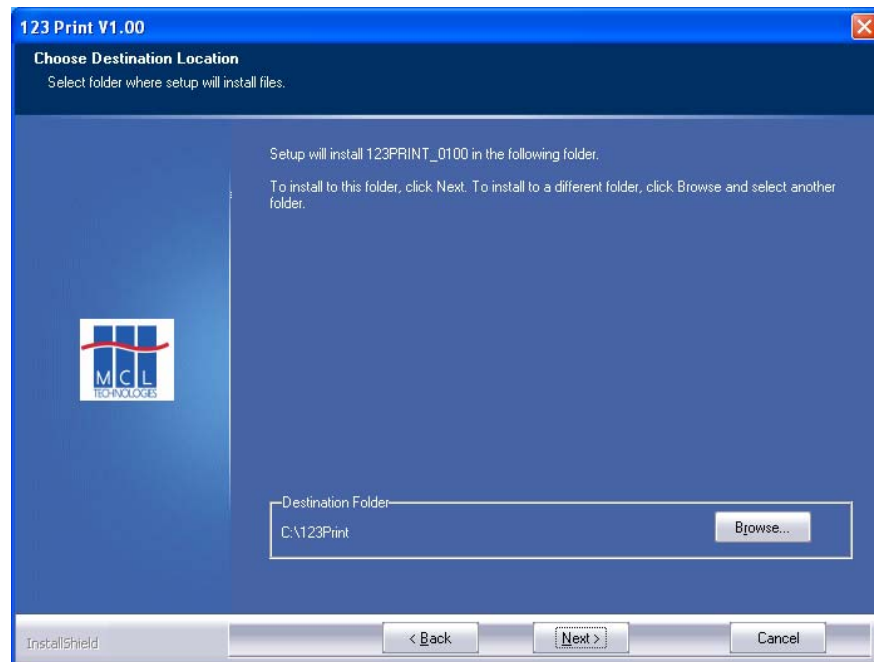 123 Print V1.00
Choose Destination Location
Select folder where setup will install files.
Setup will install 123PRINT_0100 in the following folder.
To install to this folder, click Next. To install to a different folder, click Browse and select another
folder.
MCL
TECHNOLOGIES
Destination Folder
C:\123Print
Browse...
InstallShield
< Back
Next >
Cancel